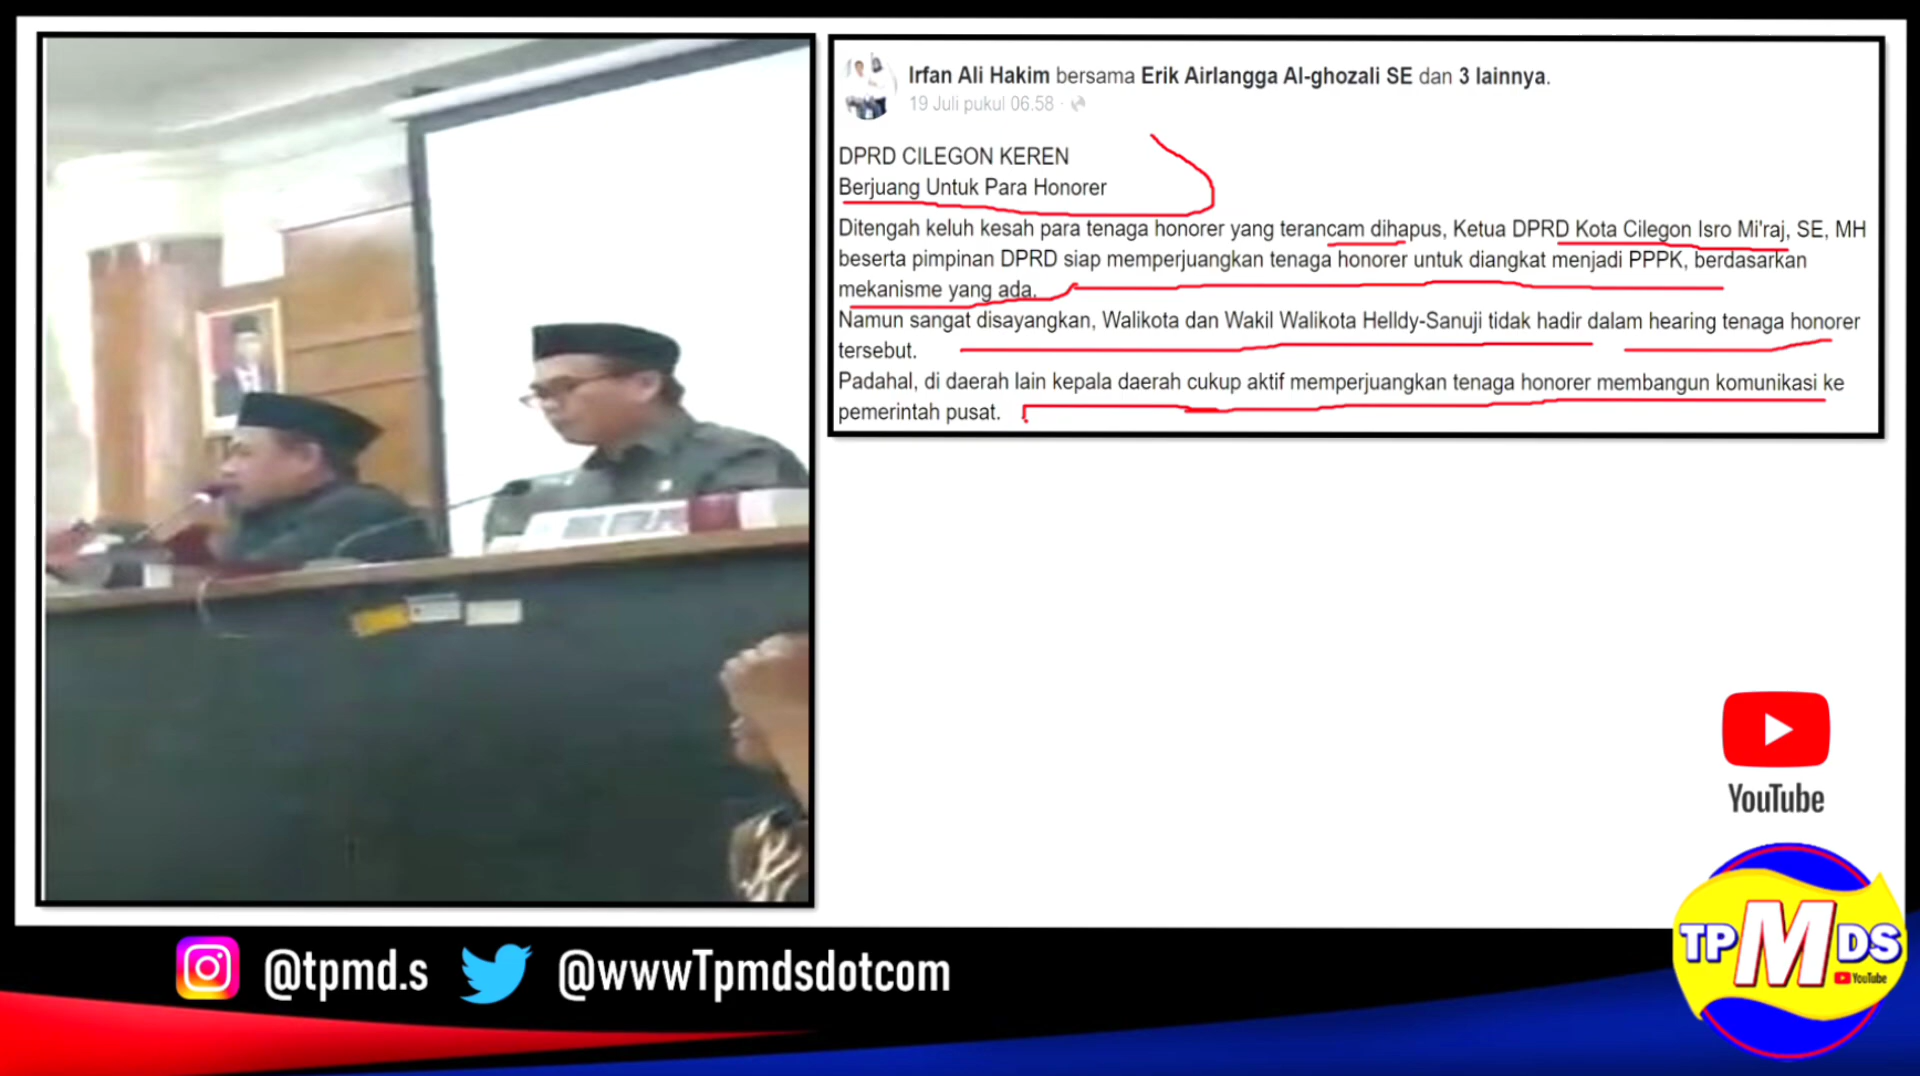 Irfan Ali Hakim bersama Erik Airlangga Al-ghozali SE dan 3 lainnya.
19 Juli pukul 06.58 ·
DPRD CILEGON KEREN
Berjuang Untuk Para Honorer
Ditengah keluh kesah para tenaga honorer yang terancam dihapus, Ketua DPRD Kota Cilegon Isro Mi'raj, SE, MH
beserta pimpinan DPRD siap memperjuangkan tenaga honorer untuk diangkat menjadi PPPK, berdasarkan
mekanisme yang ada.
Namun sangat disayangkan, Walikota dan Wakil Walikota Helldy-Sanuji tidak hadir dalam hearing tenaga honorer
tersebut.
Padahal, di daerah lain kepala daerah cukup aktif memperjuangkan tenaga honorer membangun komunikasi ke
pemerintah pusat.
YouTube
TPMDS
YouTube
@tpmd.s @wwwTpmdsdotcom